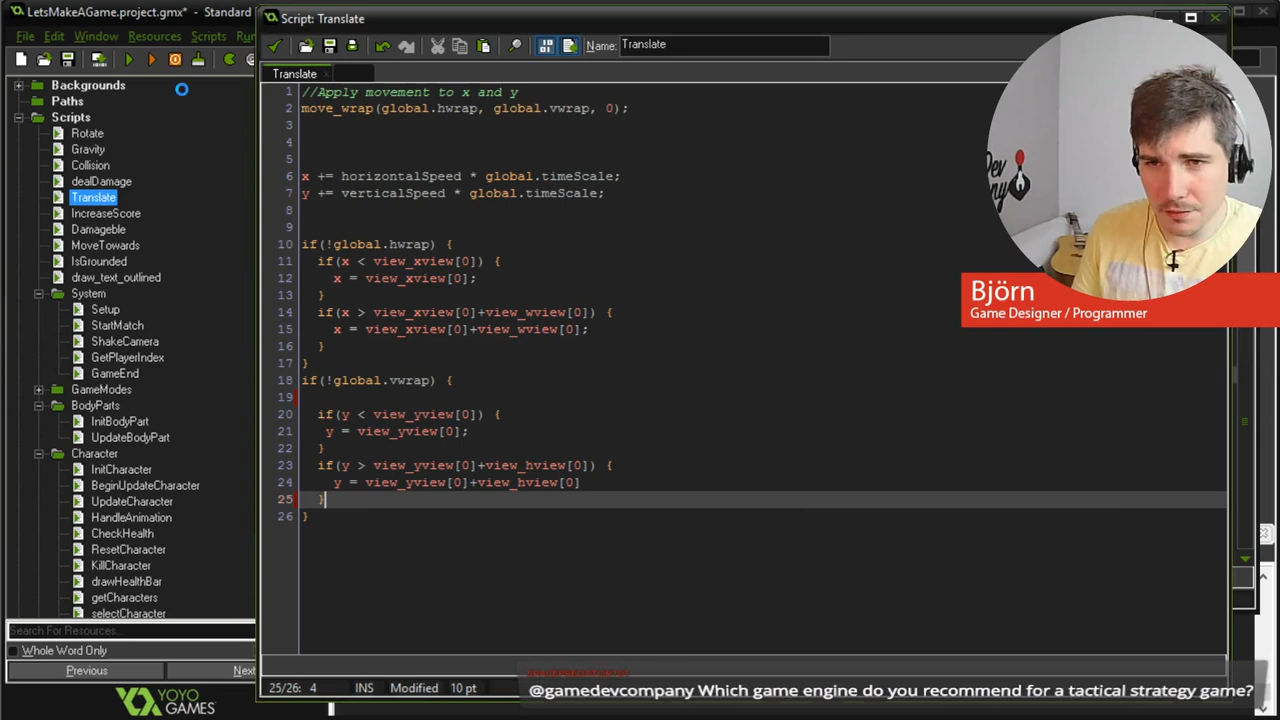 LetsMakeAGame.project.gmx* - Standard
File Edit Window Resources Scripts Ru
Backgrounds
Paths
Scripts
Rotate
Gravity
Collision
dealDamage
Translate
IncreaseScore
Damageble
MoveTowards
IsGrounded
draw_text_outlined
System
Setup
StartMatch
ShakeCamera
GetPlayerIndex
GameEnd
GameModes
BodyParts
InitBodyPart
UpdateBodyPart
Character
InitCharacter
BeginUpdateCharacter
UpdateCharacter
HandleAnimation
CheckHealth
ResetCharacter
KillCharacter
drawHealthBar
getCharacters
selectCharacter
Search For Resources...
Whole Word Only
Previous Next
YOYO
GAMES™
Script: Translate
Name: Translate
Translate
1 //Apply movement to x and y
2 move_wrap(global.hwrap, global.vwrap, 0);
3
4
5
6 x += horizontalSpeed * global.timeScale;
7 y += verticalSpeed * global.timeScale;
8
9
10 if(!global.hwrap) {
11 if(x < view_xview[0]) {
12 x = view_xview[0];
13 }
14 if(x > view_xview[0]+view_wview[0]) {
15 x = view_xview[0]+view_wview[0];
16 }
17 }
18 if(!global.vwrap) {
19
20 if(y < view_yview[0]) {
21 y = view_yview[0];
22 }
23 if(y > view_yview[0]+view_hview[0]) {
24 y = view_yview[0]+view_hview[0]
25 }
26 }
25/26: 4 INS Modified 10 pt
Björn
Game Designer / Programmer
@gamedevcompany Which game engine do you recommend for a tactical strategy game?